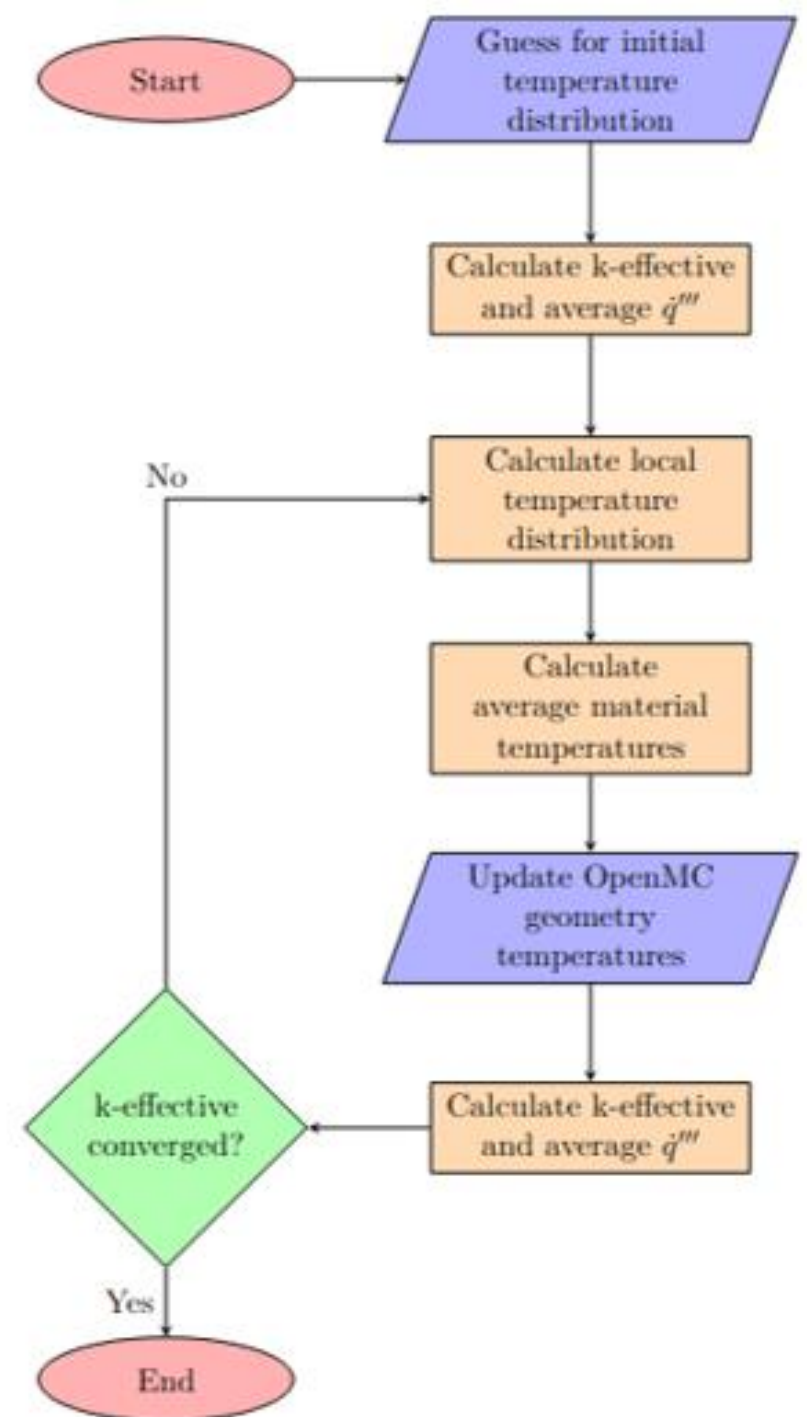 Start
Guess for initial
temperature
distribution
Calculate k-effective
and average q̇‴
Calculate local
temperature
distribution
Calculate
average material
temperatures
Update OpenMC
geometry
temperatures
Calculate k-effective
and average q̇‴
k-effective
converged?
No
Yes
End